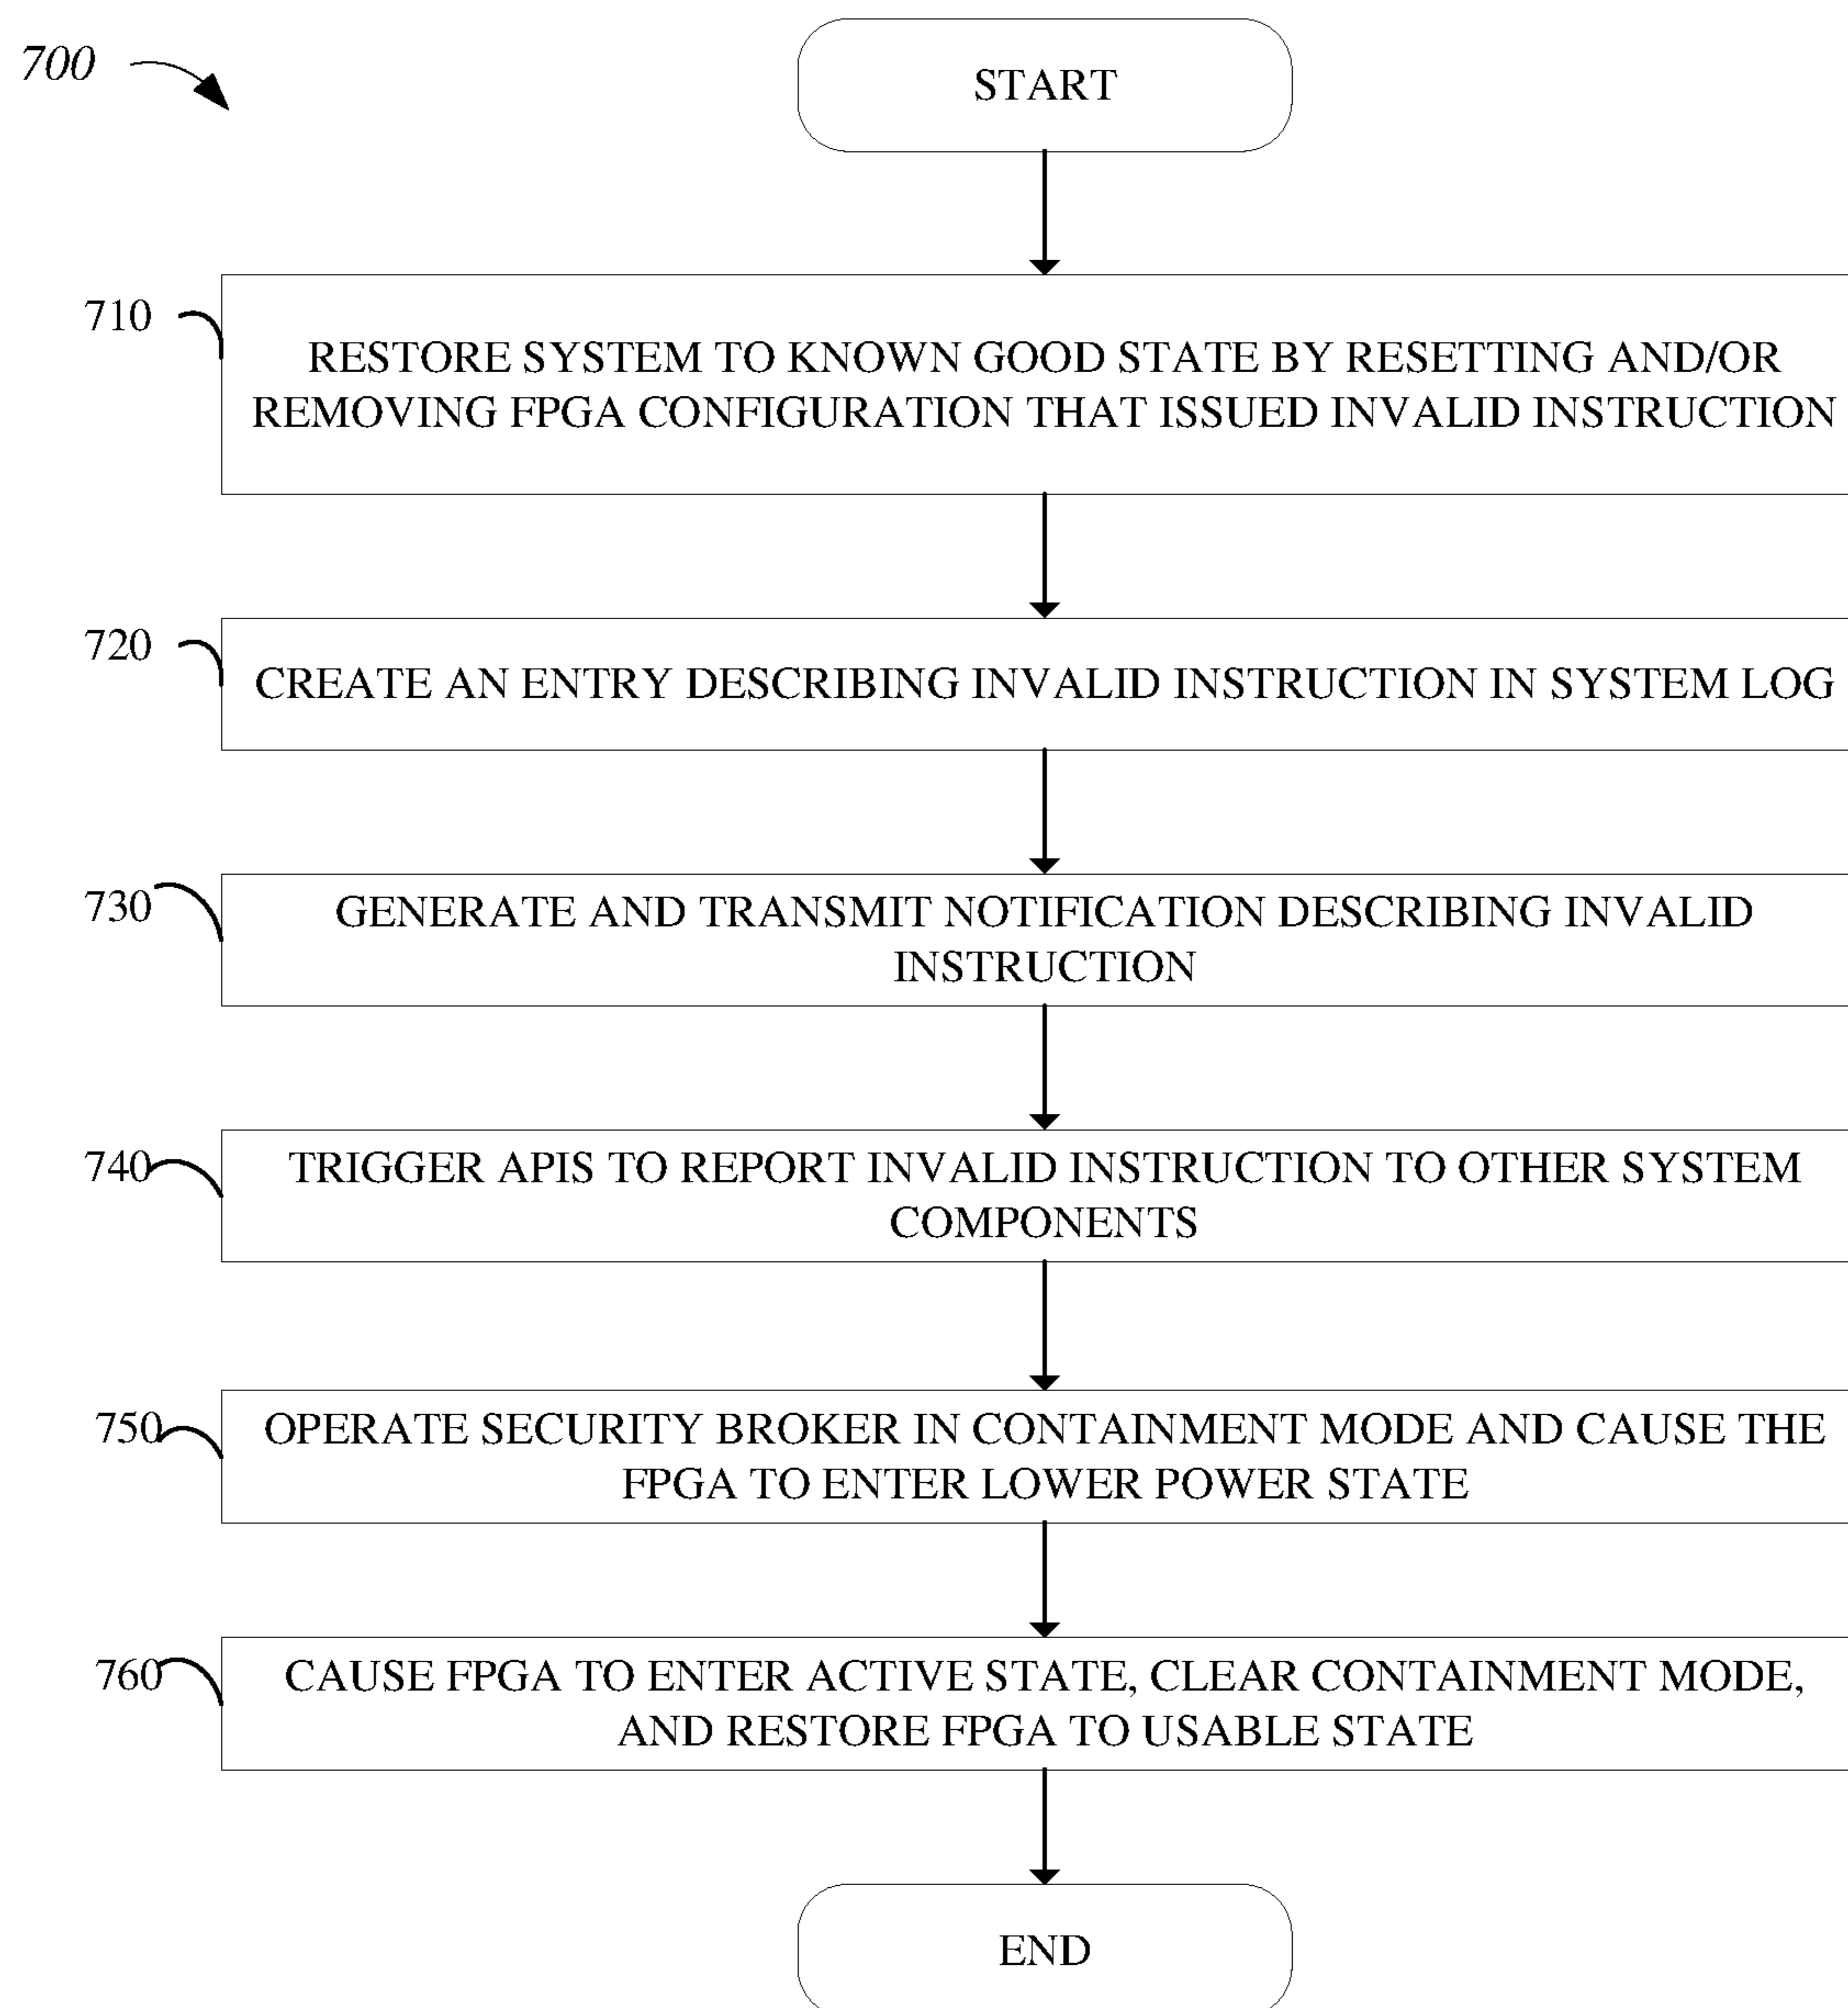 700
START
710
RESTORE SYSTEM TO KNOWN GOOD STATE BY RESETTING AND/OR
REMOVING FPGA CONFIGURATION THAT ISSUED INVALID INSTRUCTION
720
CREATE AN ENTRY DESCRIBING INVALID INSTRUCTION IN SYSTEM LOG
730
GENERATE AND TRANSMIT NOTIFICATION DESCRIBING INVALID
INSTRUCTION
740
TRIGGER APIS TO REPORT INVALID INSTRUCTION TO OTHER SYSTEM
COMPONENTS
750
OPERATE SECURITY BROKER IN CONTAINMENT MODE AND CAUSE THE
FPGA TO ENTER LOWER POWER STATE
760
CAUSE FPGA TO ENTER ACTIVE STATE, CLEAR CONTAINMENT MODE,
AND RESTORE FPGA TO USABLE STATE
END